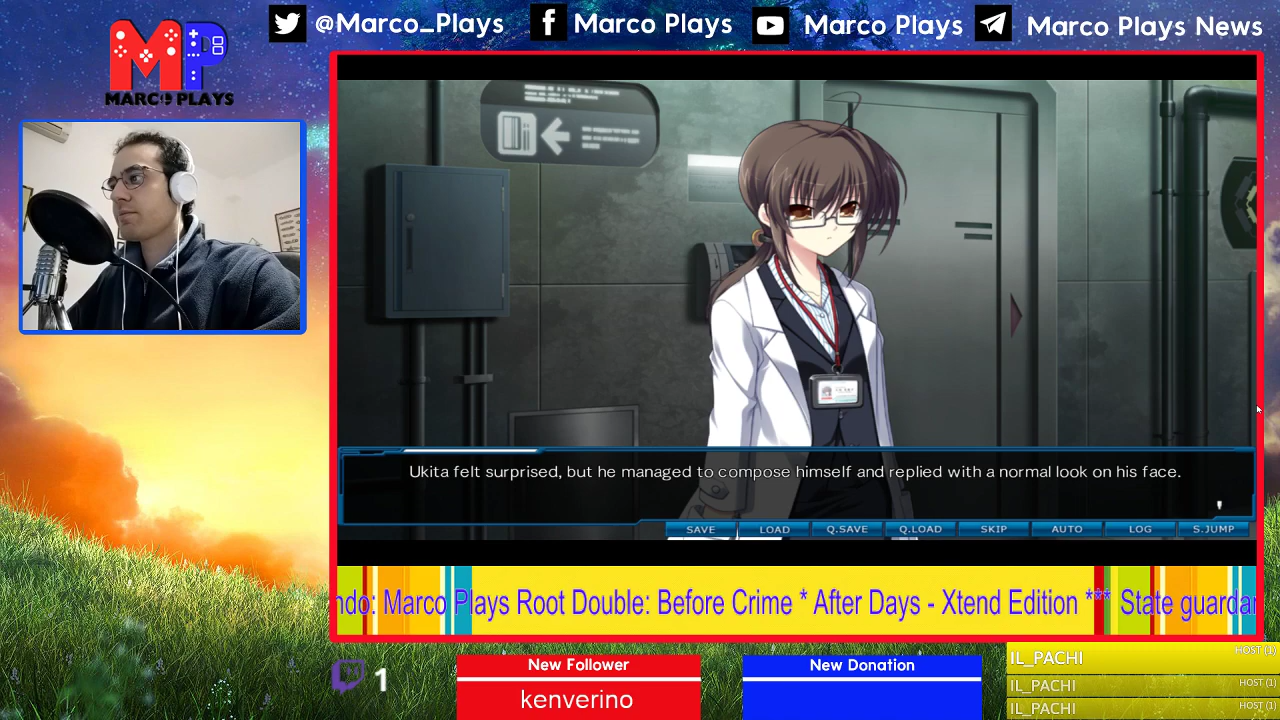 @Marco_Plays
Marco Plays
Marco Plays
Marco Plays News
MP
MARCO PLAYS
Ukita felt surprised, but he managed to compose himself and replied with a normal look on his face.
SAVE LOAD Q.SAVE Q.LOAD SKIP AUTO LOG S.JUMP
ndo: Marco Plays Root Double: Before Crime * After Days - Xtend Edition *** State guardan
1
New Follower
kenverino
New Donation
IL_PACHI HOST (1)
IL_PACHI HOST (1)
IL_PACHI HOST (1)